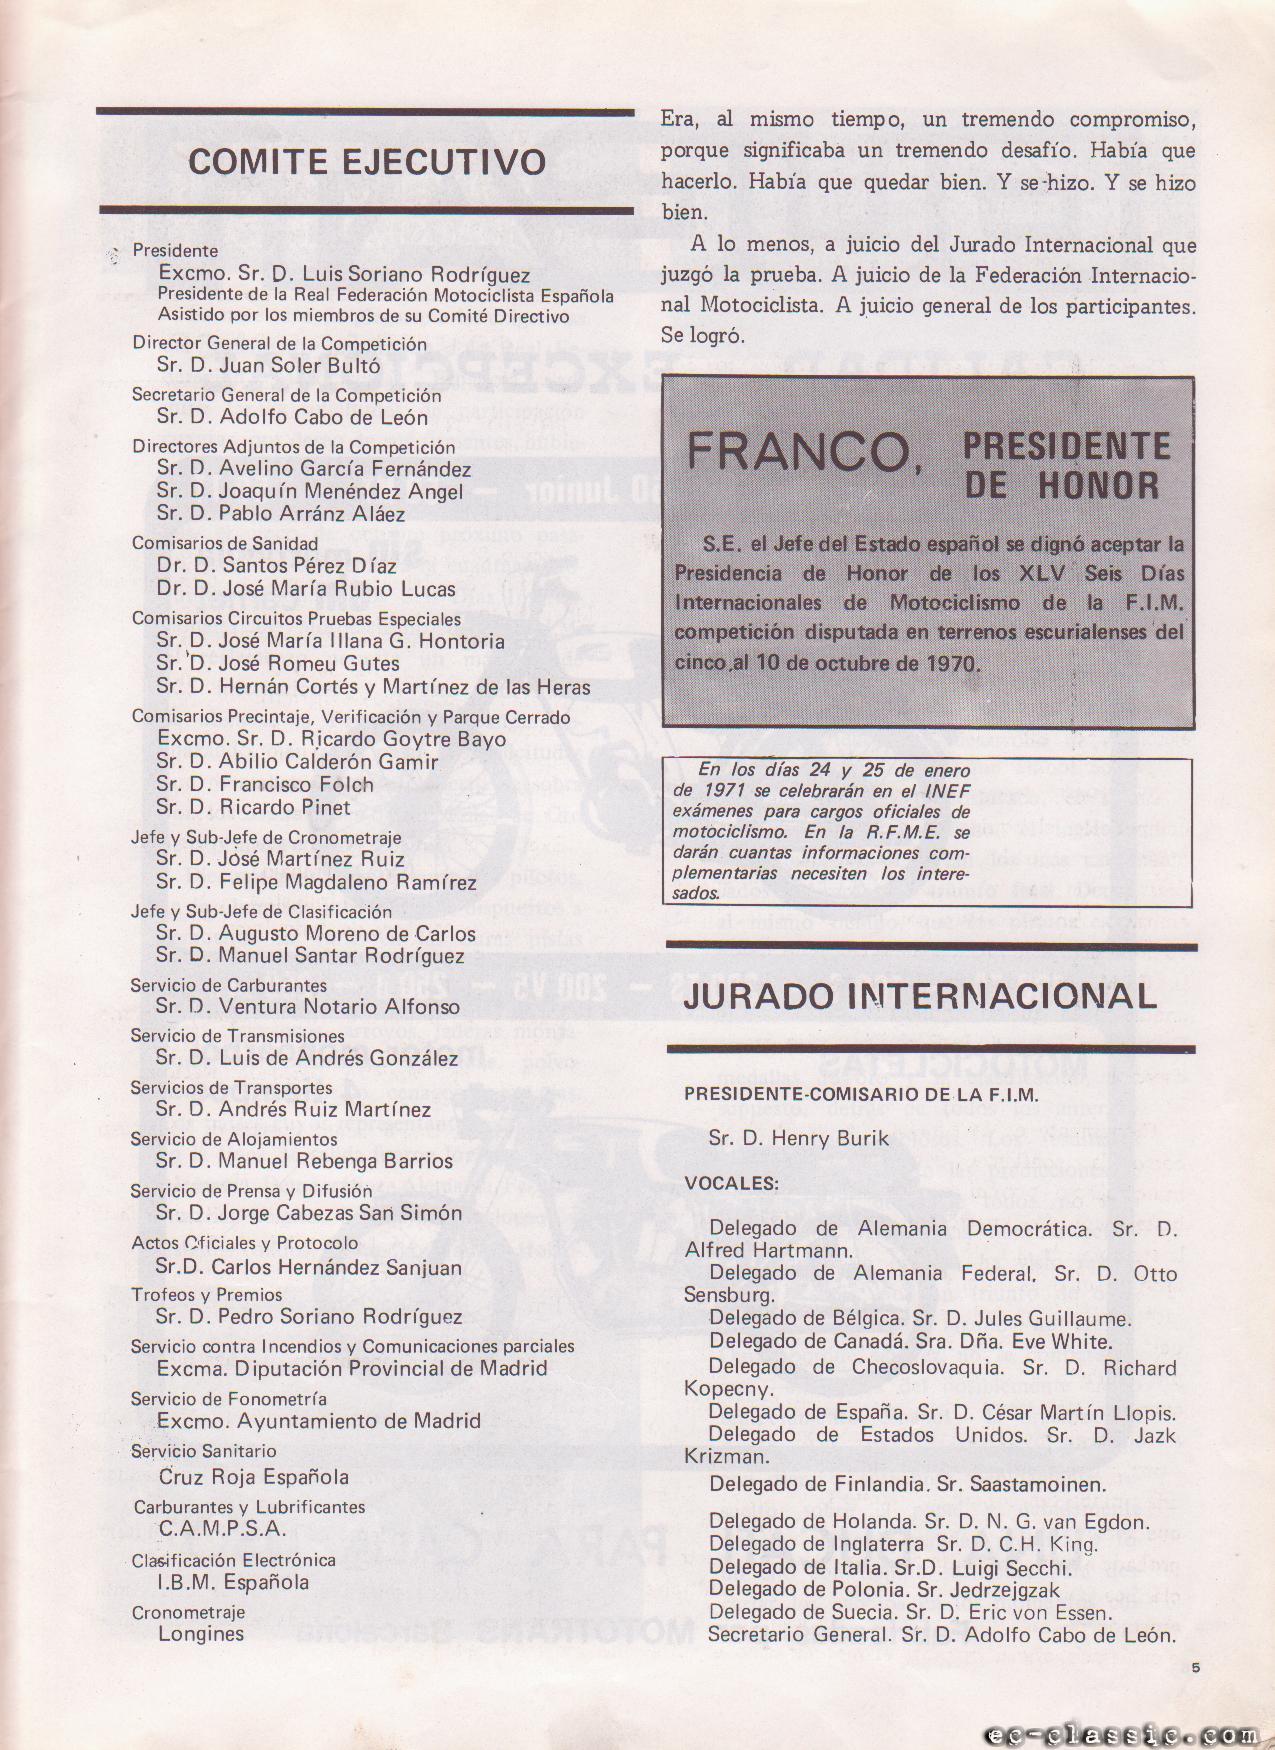 COMITE EJECUTIVO
Presidente
Excmo. Sr. D. Luis Soriano Rodríguez
Presidente de la Real Federación Motociclista Española
Asistido por los miembros de su Comité Directivo
Director General de la Competición
Sr. D. Juan Soler Bultó
Secretario General de la Competición
Sr. D. Adolfo Cabo de León
Directores Adjuntos de la Competición
Sr. D. Avelino García Fernández
Sr. D. Joaquín Menéndez Angel
Sr. D. Pablo Arránz Aláez
Comisarios de Sanidad
Dr. D. Santos Pérez Díaz
Dr. D. José María Rubio Lucas
Comisarios Circuitos Pruebas Especiales
Sr. D. José María Illana G. Hontoria
Sr. D. José Romeu Gutes
Sr. D. Hernán Cortés y Martínez de las Heras
Comisarios Precintaje, Verificación y Parque Cerrado
Excmo. Sr. D. Ricardo Goytre Bayo
Sr. D. Abilio Calderón Gamir
Sr. D. Francisco Folch
Sr. D. Ricardo Pinet
Jefe y Sub-Jefe de Cronometraje
Sr. D. José Martínez Ruiz
Sr. D. Felipe Magdaleno Ramírez
Jefe y Sub-Jefe de Clasificación
Sr. D. Augusto Moreno de Carlos
Sr. D. Manuel Santar Rodríguez
Servicio de Carburantes
Sr. D. Ventura Notario Alfonso
Servicio de Transmisiones
Sr. D. Luis de Andrés González
Servicios de Transportes
Sr. D. Andrés Ruiz Martínez
Servicio de Alojamientos
Sr. D. Manuel Rebenga Barrios
Servicio de Prensa y Difusión
Sr. D. Jorge Cabezas San Simón
Actos Oficiales y Protocolo
Sr.D. Carlos Hernández Sanjuan
Trofeos y Premios
Sr. D. Pedro Soriano Rodríguez
Servicio contra Incendios y Comunicaciones parciales
Excma. Diputación Provincial de Madrid
Servicio de Fonometría
Excmo. Ayuntamiento de Madrid
Servicio Sanitario
Cruz Roja Española
Carburantes y Lubrificantes
C.A.M.P.S.A.
Clasificación Electrónica
I.B.M. Española
Cronometraje
Longines
Era, al mismo tiempo, un tremendo compromiso,
porque significaba un tremendo desafío. Había que
hacerlo. Había que quedar bien. Y se hizo. Y se hizo
bien.
A lo menos, a juicio del Jurado Internacional que
juzgó la prueba. A juicio de la Federación Internacio-
nal Motociclista. A juicio general de los participantes.
Se logró.
FRANCO, PRESIDENTE
DE HONOR
S.E. el Jefe del Estado español se dignó aceptar la
Presidencia de Honor de los XLV Seis Días
Internacionales de Motociclismo de la F.I.M.
competición disputada en terrenos escurialenses del
cinco al 10 de octubre de 1970.
En los días 24 y 25 de enero
de 1971 se celebrarán en el INEF
exámenes para cargos oficiales de
motociclismo. En la R.F.M.E. se
darán cuantas informaciones com-
plementarias necesiten los intere-
sados.
JURADO INTERNACIONAL
PRESIDENTE-COMISARIO DE LA F.I.M.
Sr. D. Henry Burik
VOCALES:
Delegado de Alemania Democrática. Sr. D.
Alfred Hartmann.
Delegado de Alemania Federal. Sr. D. Otto
Sensburg.
Delegado de Bélgica. Sr. D. Jules Guillaume.
Delegado de Canadá. Sra. Dña. Eve White.
Delegado de Checoslovaquia. Sr. D. Richard
Kopecny.
Delegado de España. Sr. D. César Martín Llopis.
Delegado de Estados Unidos. Sr. D. Jazk
Krizman.
Delegado de Finlandia. Sr. Saastamoinen.
Delegado de Holanda. Sr. D. N. G. van Egdon.
Delegado de Inglaterra Sr. D. C.H. King.
Delegado de Italia. Sr.D. Luigi Secchi.
Delegado de Polonia. Sr. Jedrzejgzak
Delegado de Suecia. Sr. D. Eric von Essen.
Secretario General. Sr. D. Adolfo Cabo de León.
5
ec-classic.com